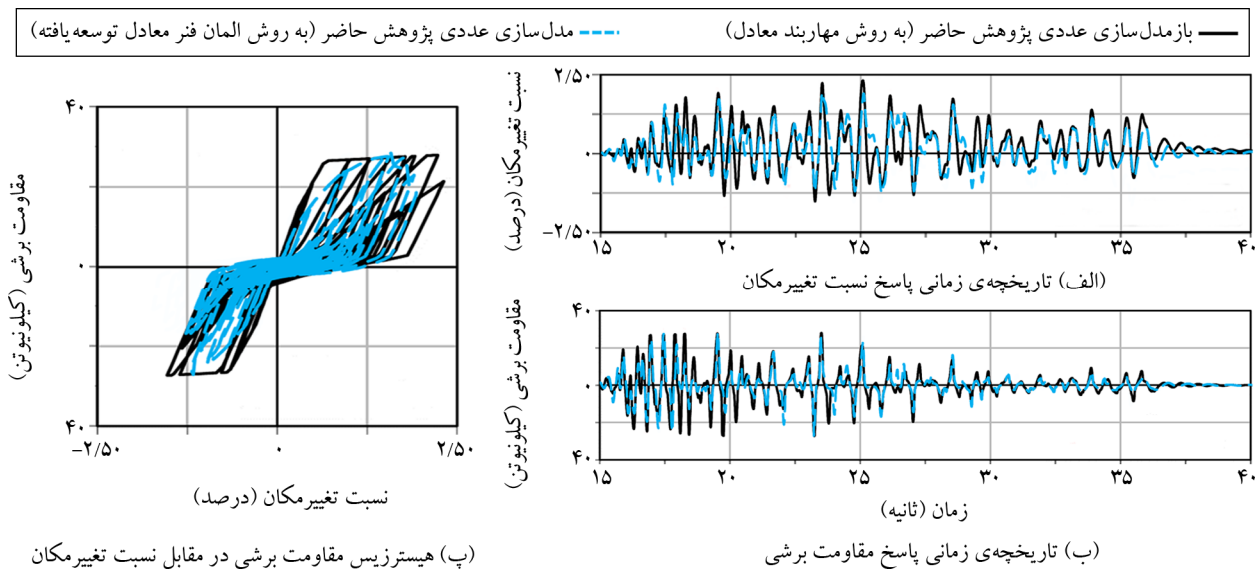 بازمدل‌سازی عددی پژوهش حاضر (به روش مهاربند معادل)
مدل‌سازی عددی پژوهش حاضر (به روش المان فنر معادل توسعه‌یافته)
نسبت تغییرمکان (درصد)
۲/۵۰
۰
−۲/۵۰
۱۵ ۲۰ ۲۵ ۳۰ ۳۵ ۴۰
(الف) تاریخچه‌ی زمانی پاسخ نسبت تغییرمکان
مقاومت برشی (کیلونیوتن)
۴۰
۰
۴۰
۱۵ ۲۰ ۲۵ ۳۰ ۳۵ ۴۰
زمان (ثانیه)
(ب) تاریخچه‌ی زمانی پاسخ مقاومت برشی
مقاومت برشی (کیلونیوتن)
۴۰
۰
۴۰
−۲/۵۰ ۰ ۲/۵۰
نسبت تغییرمکان (درصد)
(پ) هیسترزیس مقاومت برشی در مقابل نسبت تغییرمکان